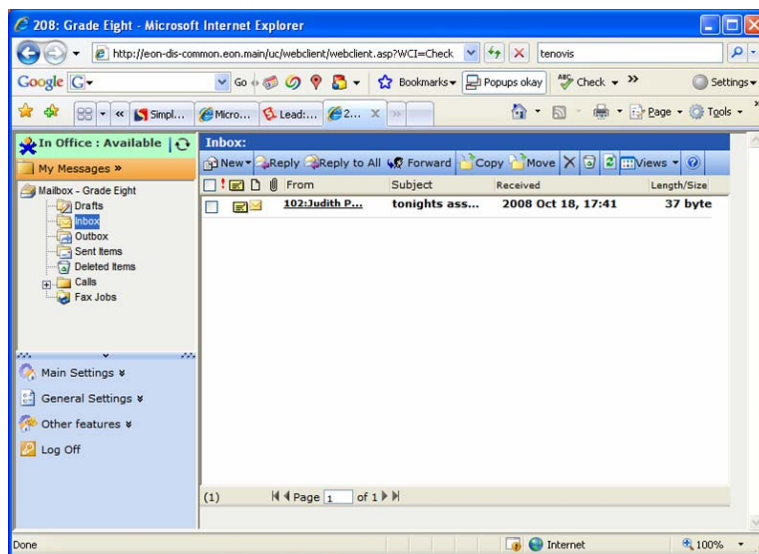 208: Grade Eight - Microsoft Internet Explorer
http://eon-dis-common.eon.main/uc/webclient/webclient.asp?WCI=Check
tenovis
Google G Go Bookmarks Popups okay ABC Check » Settings
« Simpl... Micro... Lead:... 2... X » Page Tools »
In Office : Available
My Messages »
Mailbox - Grade Eight
Drafts
Inbox
Outbox
Sent Items
Deleted Items
Calls
Fax Jobs
Main Settings
General Settings
Other features
Log Off
Inbox:
New Reply Reply to All Forward Copy Move Views
From Subject Received Length/Size
102:Judith P... tonights ass... 2008 Oct 18, 17:41 37 byte
(1) Page 1 of 1
Done Internet 100%